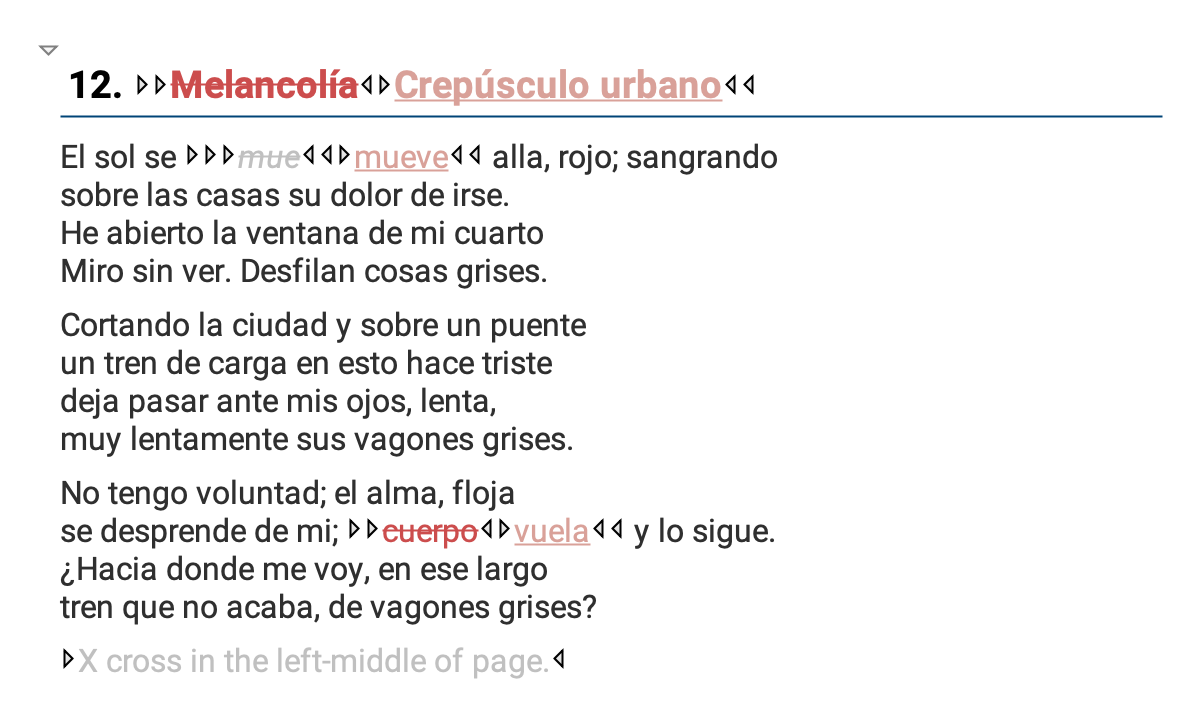 12. Melancolía Crepúsculo urbano
El sol se mue mueve alla, rojo; sangrando
sobre las casas su dolor de irse.
He abierto la ventana de mi cuarto
Miro sin ver. Desfilan cosas grises.
Cortando la ciudad y sobre un puente
un tren de carga en esto hace triste
deja pasar ante mis ojos, lenta,
muy lentamente sus vagones grises.
No tengo voluntad; el alma, floja
se desprende de mi; cuerpo vuela y lo sigue.
¿Hacia donde me voy, en ese largo
tren que no acaba, de vagones grises?
X cross in the left-middle of page.